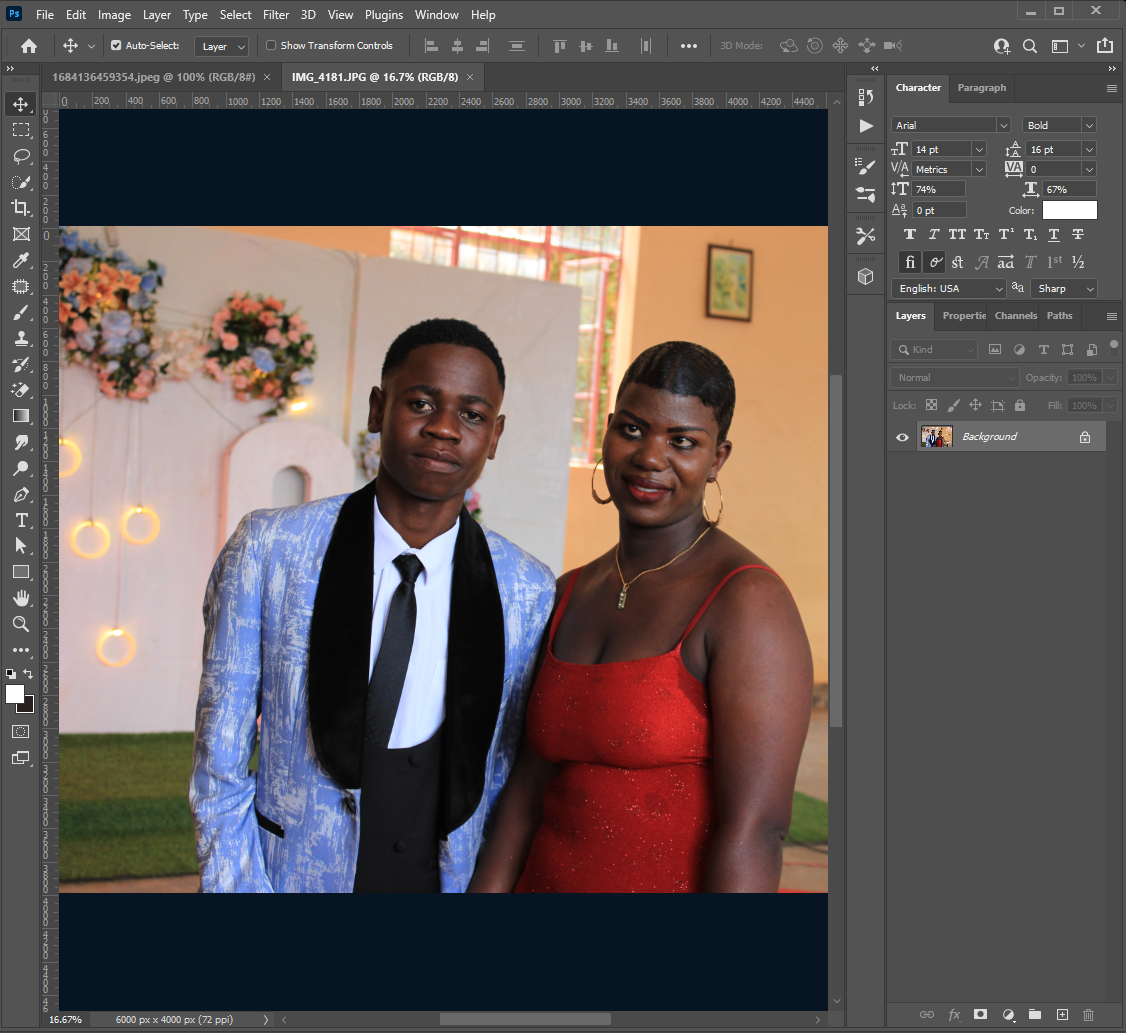 Ps File Edit Image Layer Type Select Filter 3D View Plugins Window Help
Auto-Select: Layer Show Transform Controls 3D Mode:
1684136459354.jpeg @ 100% (RGB/8#) × IMG_4181.JPG @ 16.7% (RGB/8) ×
0 200 400 600 800 1000 1200 1400 1600 1800 2000 2200 2400 2600 2800 3000 3200 3400 3600 3800 4000 4200 4400
Character Paragraph
Arial Bold
14 pt 16 pt
Metrics 0
74% 67%
0 pt Color:
English: USA Sharp
Layers Propertie Channels Paths
Kind
Normal Opacity: 100%
Lock: Fill: 100%
Background
16.67% 6000 px x 4000 px (72 ppi)